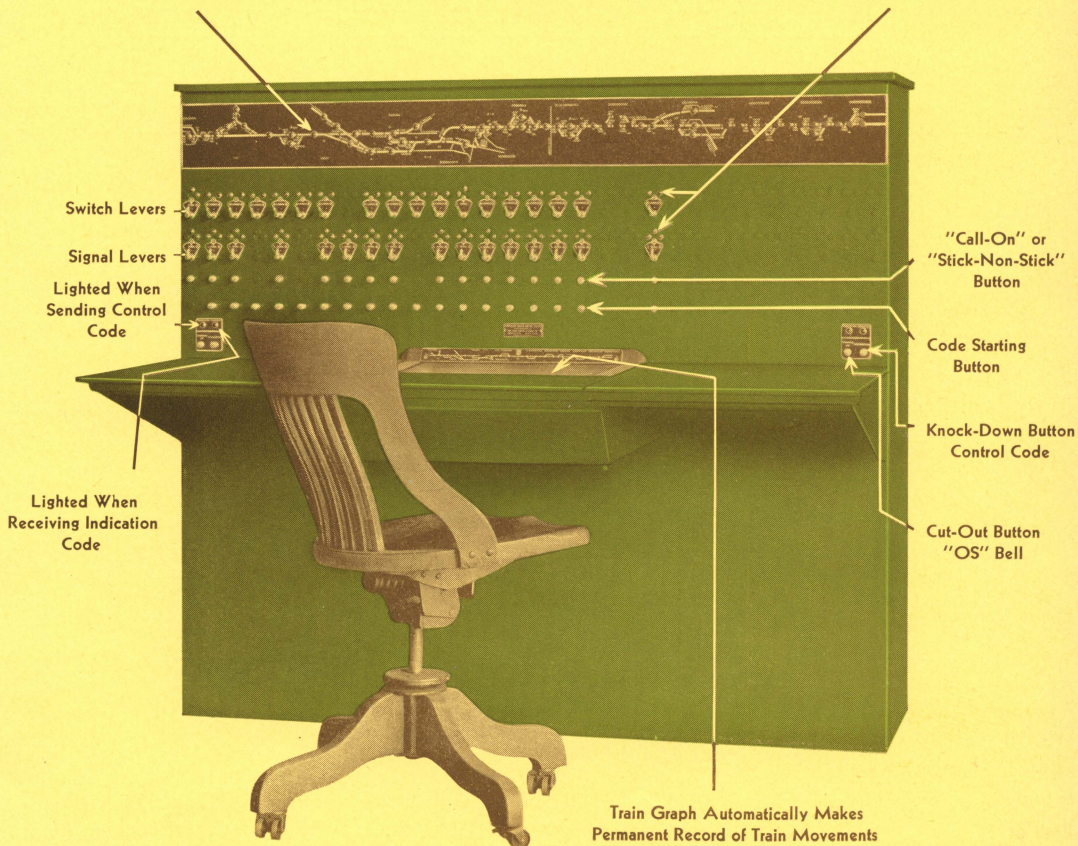 Switch Levers
Signal Levers
Lighted When
Sending Control
Code
Lighted When
Receiving Indication
Code
"Call-On" or
"Stick-Non-Stick"
Button
Code Starting
Button
Knock-Down Button
Control Code
Cut-Out Button
"OS" Bell
Train Graph Automatically Makes
Permanent Record of Train Movements